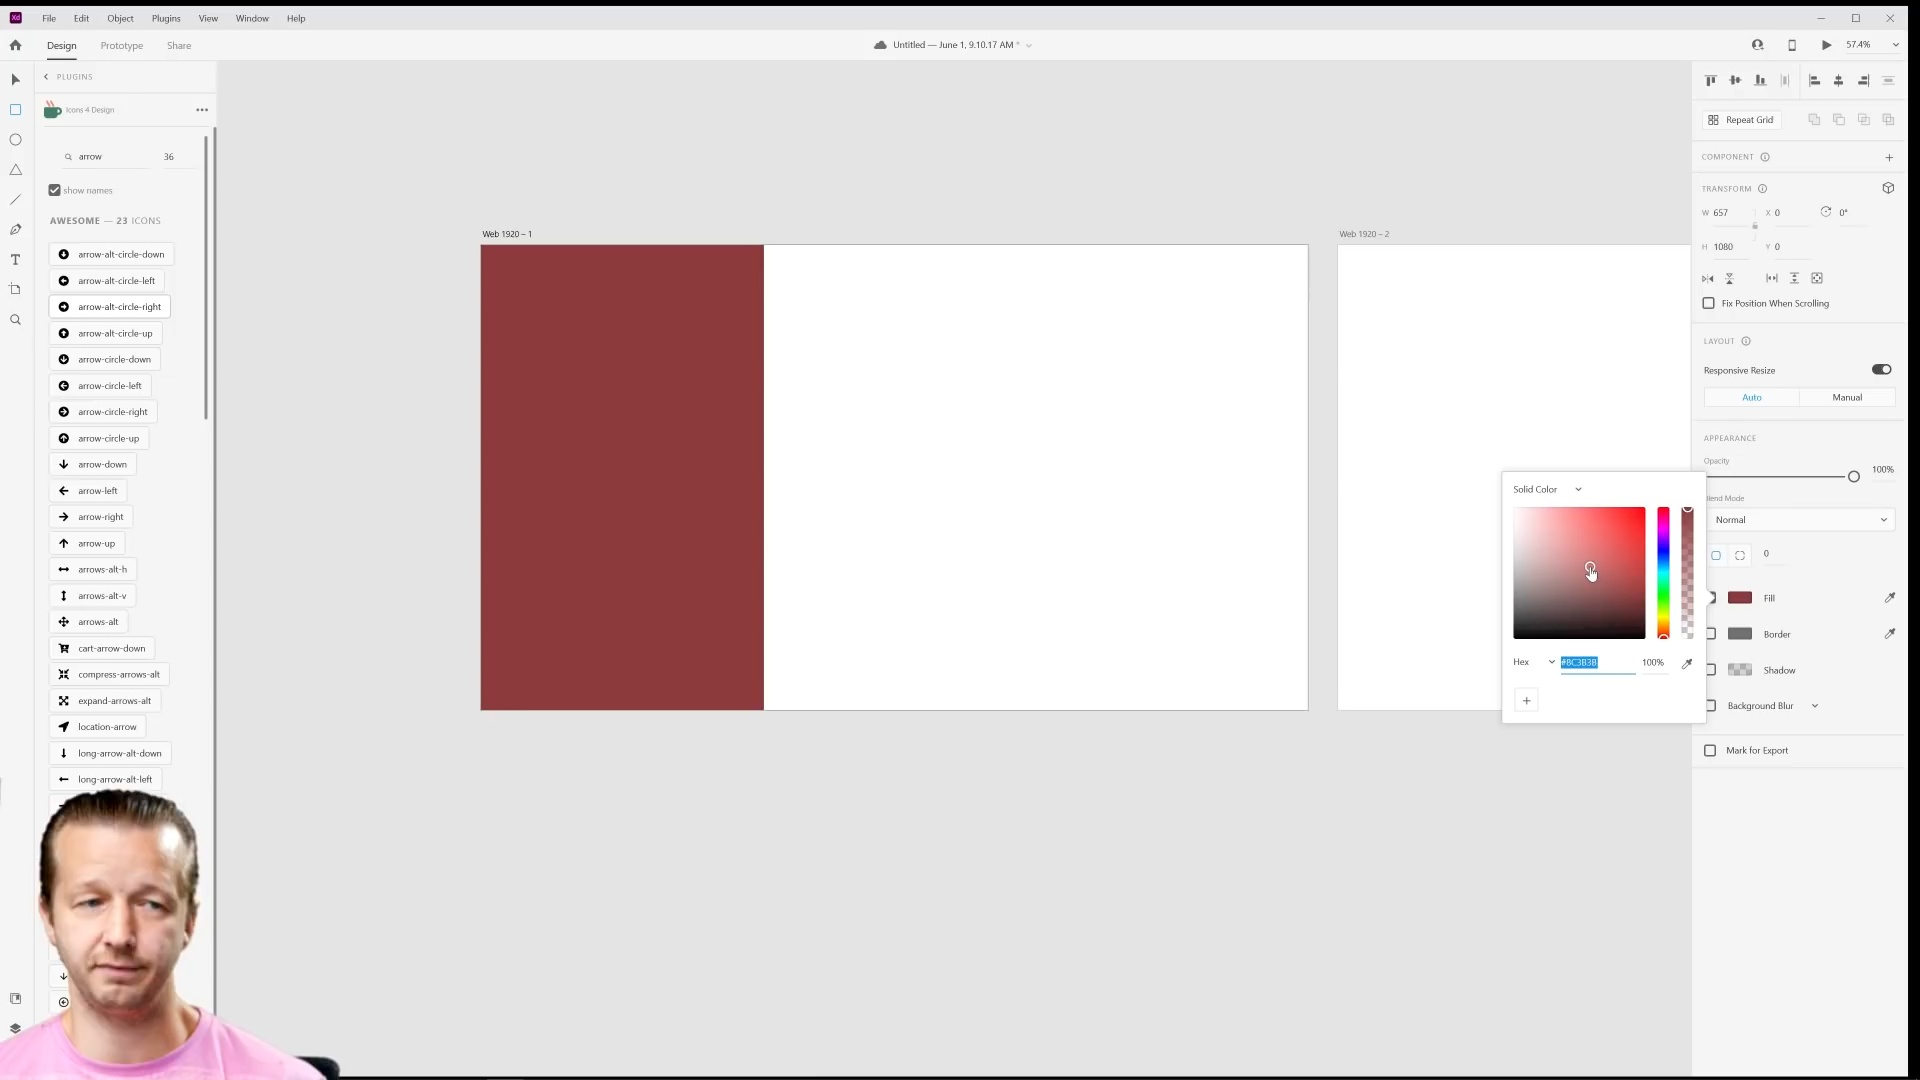 Xd File Edit Object Plugins View Window Help
Design Prototype Share Untitled — June 1, 9.10.17 AM * 57.4%
PLUGINS
Icons 4 Design
arrow 36
show names
AWESOME — 23 ICONS
arrow-alt-circle-down
arrow-alt-circle-left
arrow-alt-circle-right
arrow-alt-circle-up
arrow-circle-down
arrow-circle-left
arrow-circle-right
arrow-circle-up
arrow-down
arrow-left
arrow-right
arrow-up
arrows-alt-h
arrows-alt-v
arrows-alt
cart-arrow-down
compress-arrows-alt
expand-arrows-alt
location-arrow
long-arrow-alt-down
long-arrow-alt-left
Web 1920 – 1
Web 1920 – 2
Solid Color
Hex #8C3B3B 100%
Repeat Grid
COMPONENT
TRANSFORM
W 657 X 0 0°
H 1080 Y 0
Fix Position When Scrolling
LAYOUT
Responsive Resize
Auto Manual
APPEARANCE
Opacity
100%
lend Mode
Normal
0
Fill
Border
Shadow
Background Blur
Mark for Export